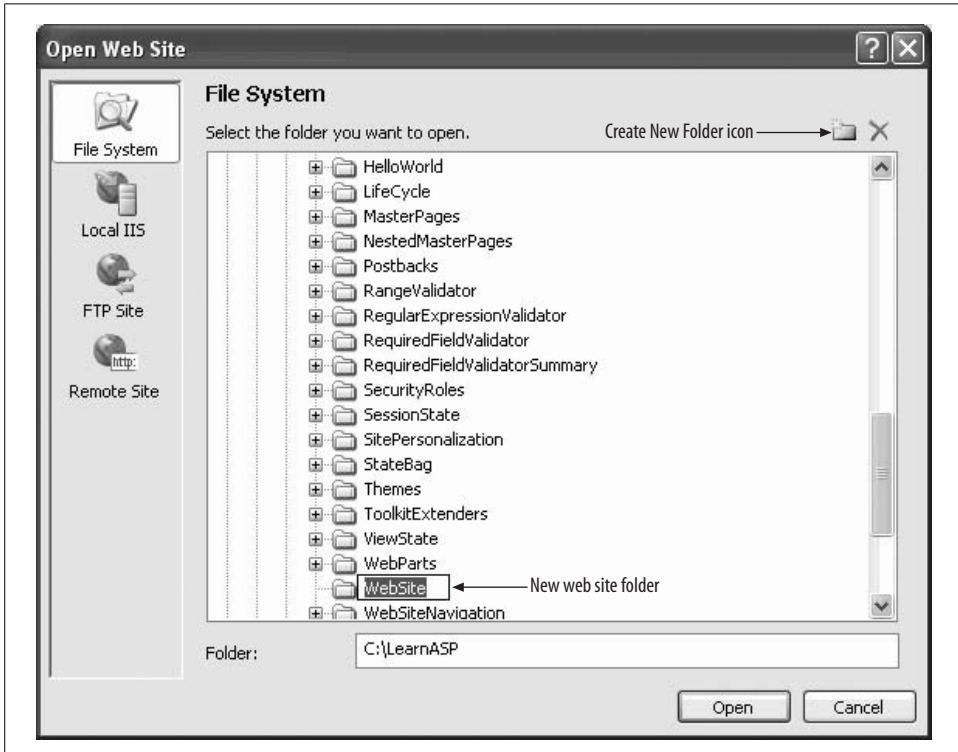 Open Web Site
File System
Local IIS
FTP Site
http:
Remote Site
File System
Select the folder you want to open.
Create New Folder icon
HelloWorld
LifeCycle
MasterPages
NestedMasterPages
Postbacks
RangeValidator
RegularExpressionValidator
RequiredFieldValidator
RequiredFieldValidatorSummary
SecurityRoles
SessionState
SitePersonalization
StateBag
Themes
ToolkitExtenders
ViewState
WebParts
WebSite
New web site folder
WebSiteNavigation
Folder:
C:\LearnASP
Open
Cancel